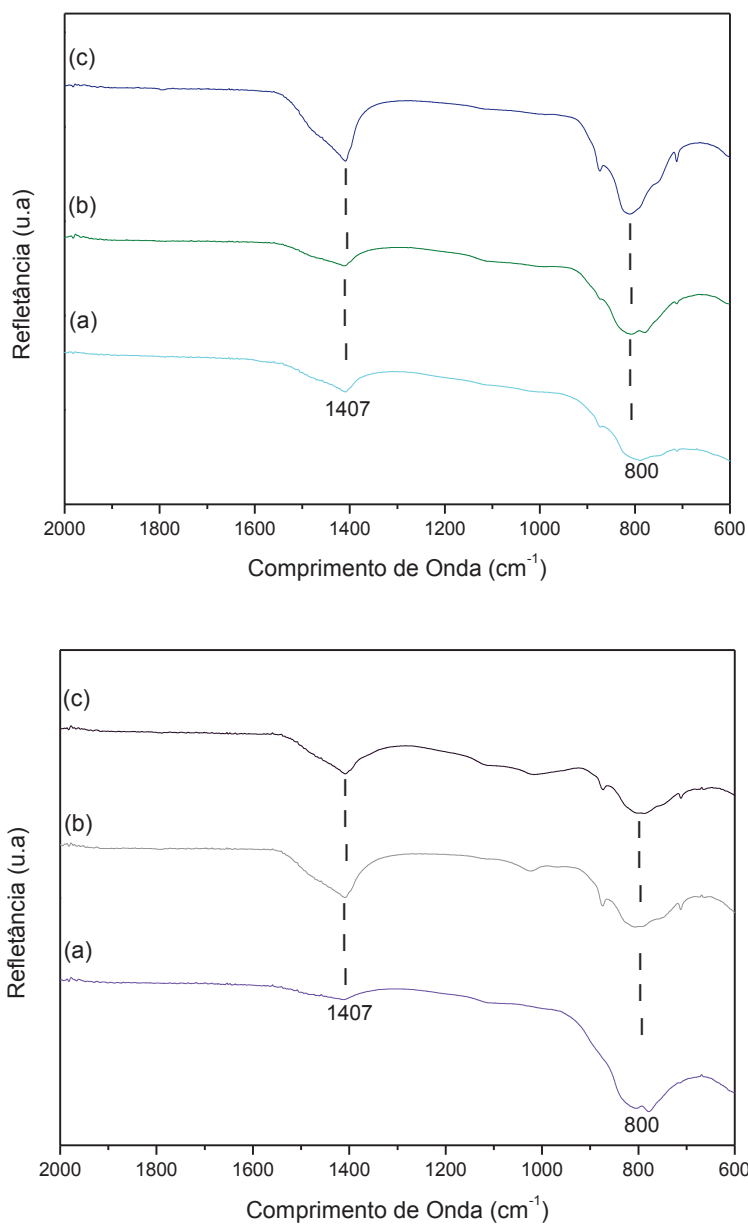 (c)
(b)
(a)
1407
800
Refletância (u.a)
2000 1800 1600 1400 1200 1000 800 600
Comprimento de Onda (cm⁻¹)
(c)
(b)
(a)
1407
800
Refletância (u.a)
2000 1800 1600 1400 1200 1000 800 600
Comprimento de Onda (cm⁻¹)